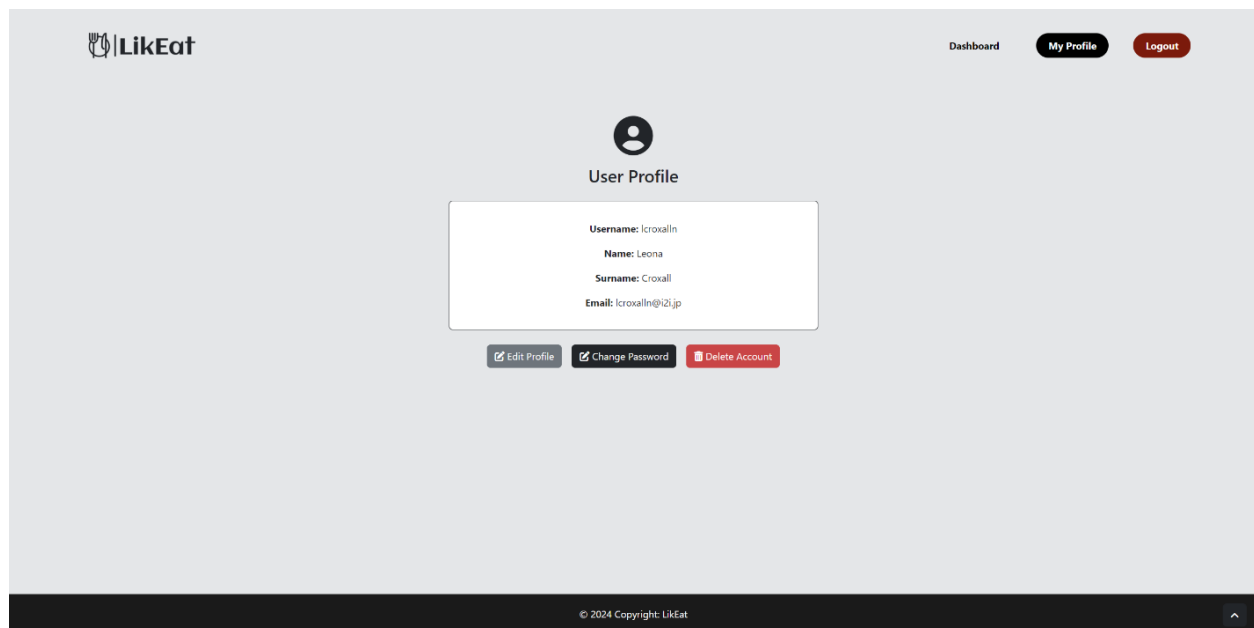 LikEat
Dashboard
My Profile
Logout
User Profile
Username: lcroxalln
Name: Leona
Surname: Croxall
Email: lcroxalln@i2i.jp
Edit Profile
Change Password
Delete Account
© 2024 Copyright: LikEat